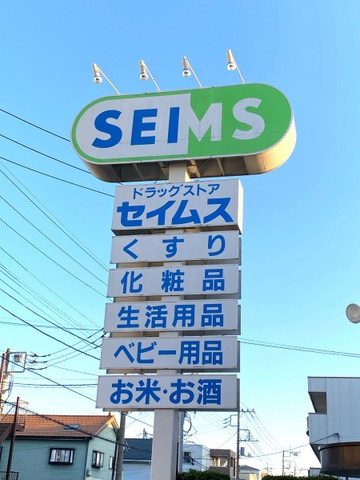 SEIMS
ドラッグストア
セイムス
くすり
化粧品
生活用品
ベビー用品
お米・お酒